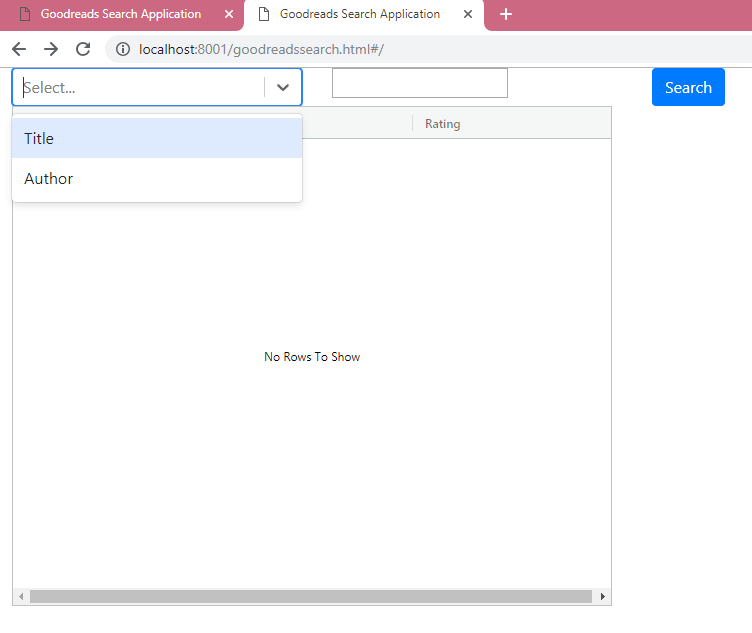 Goodreads Search Application
Goodreads Search Application
localhost:8001/goodreadssearch.html#/
Select...
Search
Rating
Title
Author
No Rows To Show